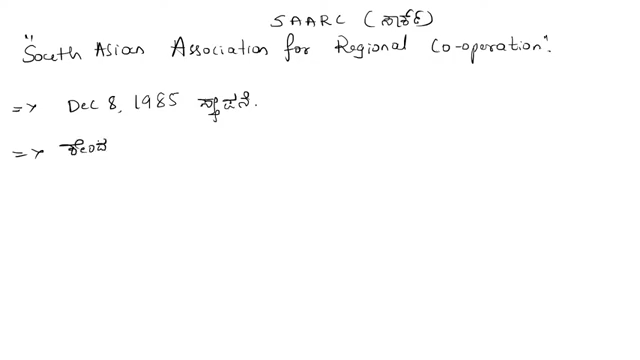 SAARC (ಸಾರ್ಕ್)
"South Asian Association for Regional Co-operation".
=> Dec 8, 1985 ಸ್ಥಾಪನೆ.
=> ಕೇಂದ